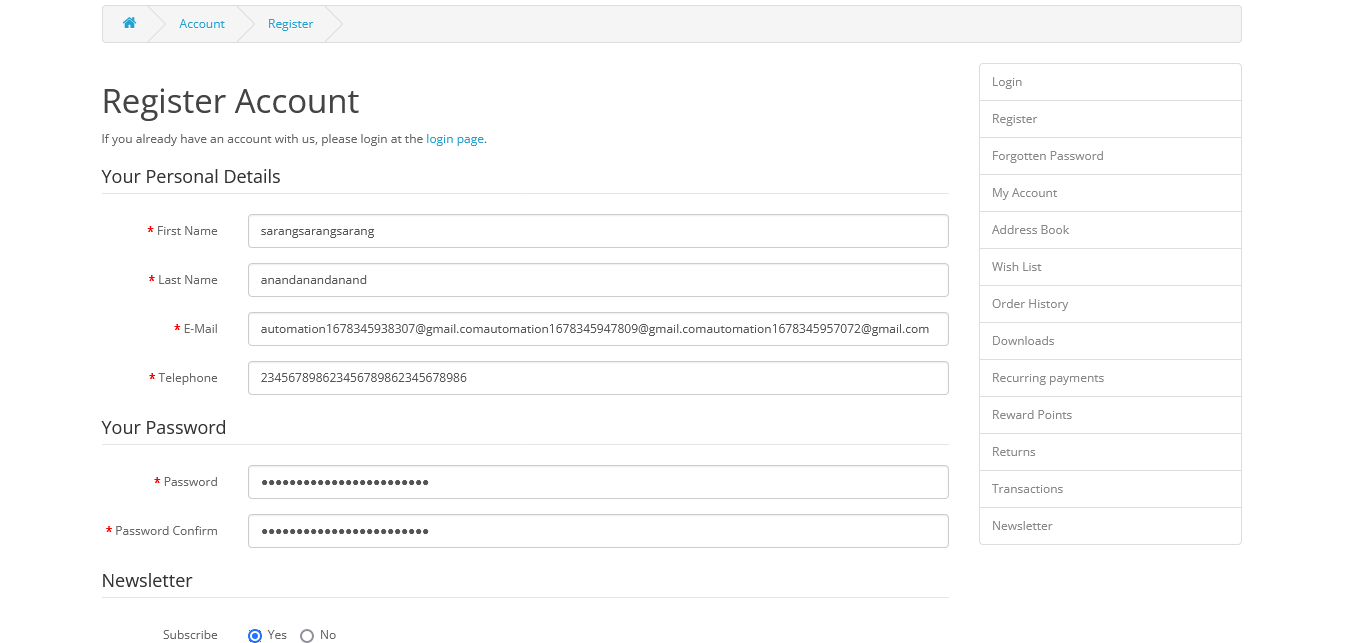 Account Register
Register Account
If you already have an account with us, please login at the login page.
Your Personal Details
* First Name sarangsarangsarang
* Last Name anandanandanand
* E-Mail automation1678345938307@gmail.comautomation1678345947809@gmail.comautomation1678345957072@gmail.com
* Telephone 234567898623456789862345678986
Your Password
* Password ••••••••••••••••••••••••
* Password Confirm ••••••••••••••••••••••••
Newsletter
Subscribe Yes No
Login
Register
Forgotten Password
My Account
Address Book
Wish List
Order History
Downloads
Recurring payments
Reward Points
Returns
Transactions
Newsletter